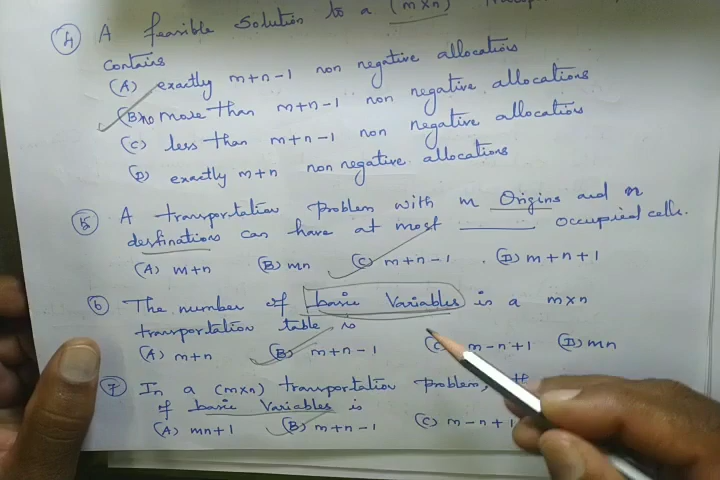 4) A feasible solution to a (m×n)
contains
(A) exactly m+n-1 non negative allocations
(B) no more than m+n-1 non negative allocations
(C) less than m+n-1 non negative allocations
(D) exactly m+n non negative allocations
5) A transportation problem with m Origins and n
destinations can have at most ______ occupied cells.
(A) m+n (B) mn (C) m+n-1 (D) m+n+1
6) The number of basic Variables in a m×n
transportation table is
(A) m+n (B) m+n-1 (C) m-n+1 (D) mn
7) In a (m×n) transportation problem,
of basic Variables is
(A) mn+1 (B) m+n-1 (C) m-n+1